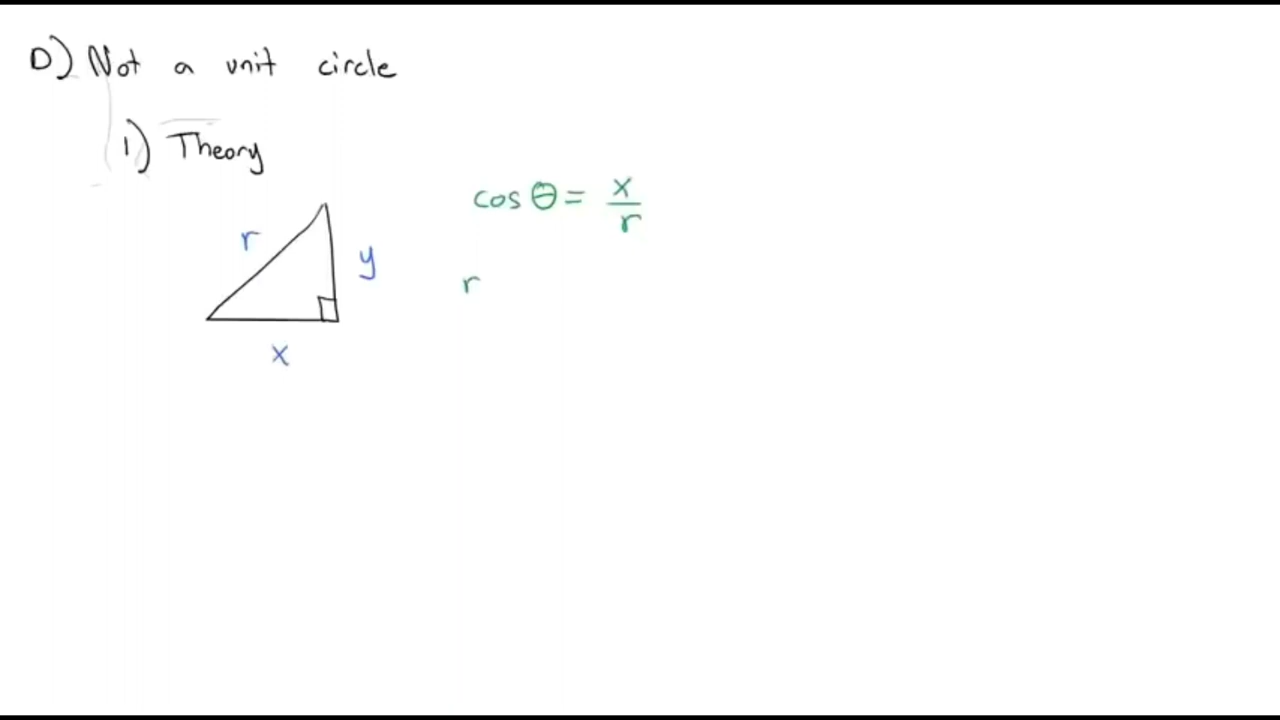 D) Not a unit circle
1) Theory
cos θ = x/r
r
y
r
x